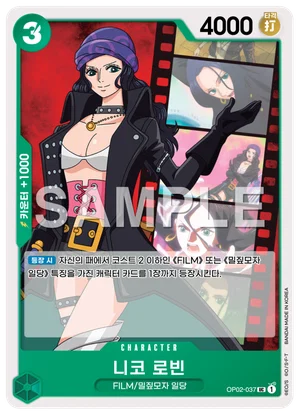 3
4000
타격
打
카운터 +1000
SAMPLE
등장 시 자신의 패에서 코스트 2 이하인 《FILM》 또는 《밀짚모자
일당》 특징을 가진 캐릭터 카드를 1장까지 등장시킨다.
CHARACTER
니코 로빈
FILM/밀짚모자 일당
OP02-037 UC 1
BANDAI MADE IN KOREA